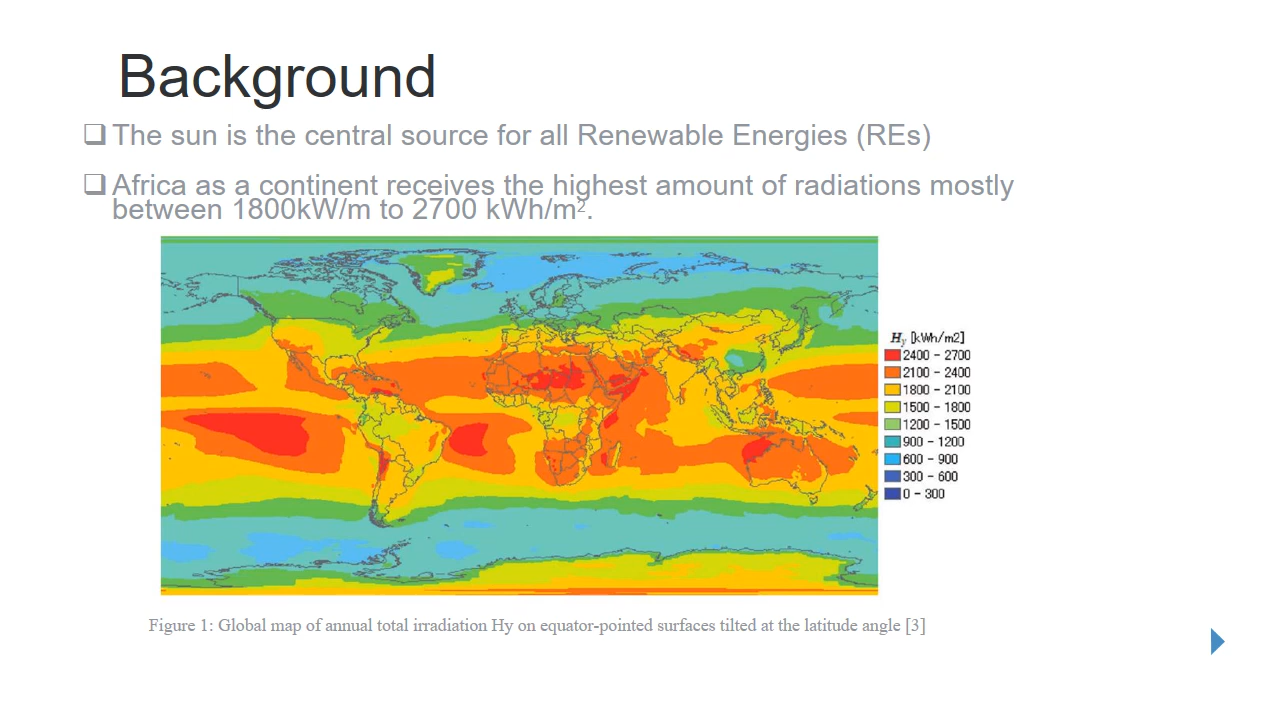 Background
❑ The sun is the central source for all Renewable Energies (REs)
❑ Africa as a continent receives the highest amount of radiations mostly
between 1800kW/m to 2700 kWh/m².
Hy [kWh/m2]
2400 - 2700
2100 - 2400
1800 - 2100
1500 - 1800
1200 - 1500
900 - 1200
600 - 900
300 - 600
0 - 300
Figure 1: Global map of annual total irradiation Hy on equator-pointed surfaces tilted at the latitude angle [3]